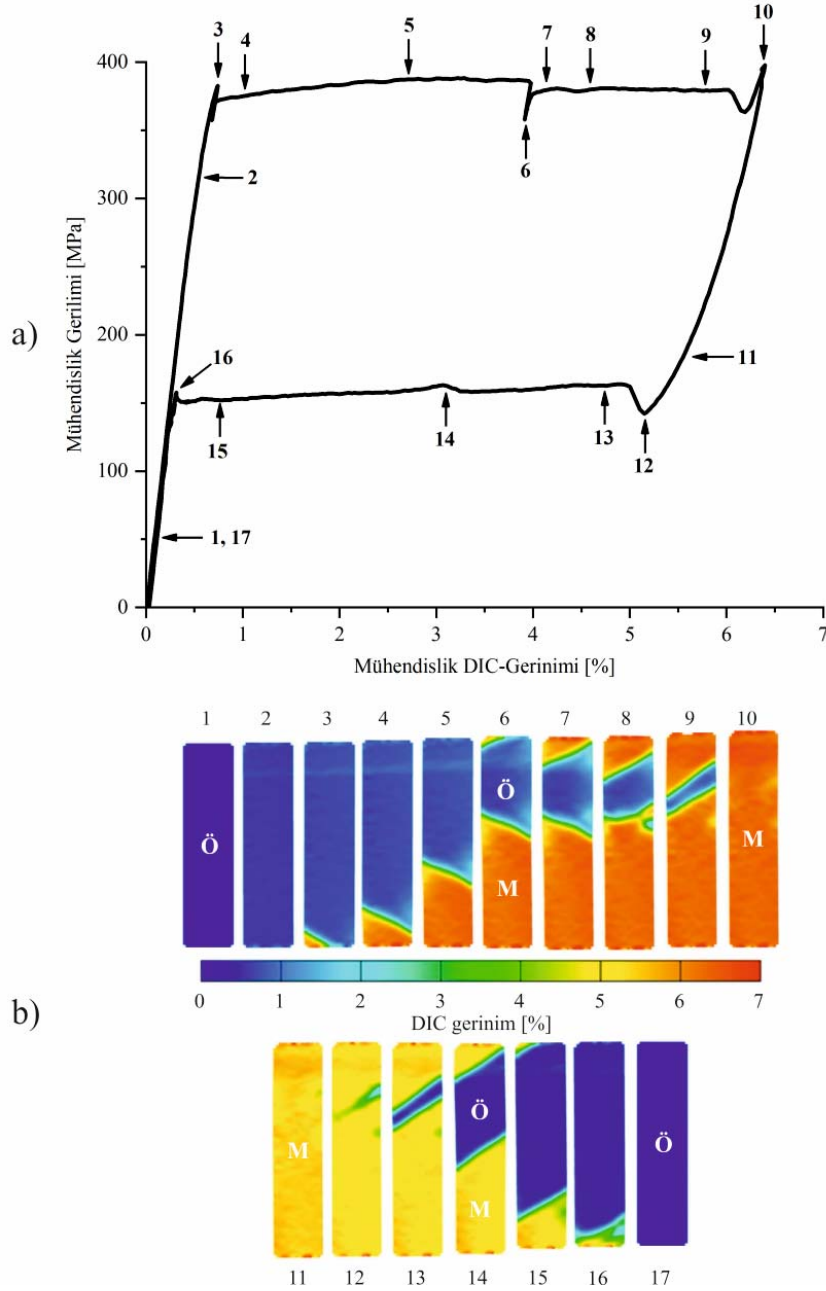 3 4 5 7 8 9 10
400
6
2
300
Mühendislik Gerilimi [MPa]
a)
200
16
11
15 14 13 12
100
1, 17
0
0 1 2 3 4 5 6 7
Mühendislik DIC-Gerinimi [%]
1 2 3 4 5 6 7 8 9 10
Ö Ö M M
0 1 2 3 4 5 6 7
DIC gerinim [%]
b)
M Ö M Ö
11 12 13 14 15 16 17